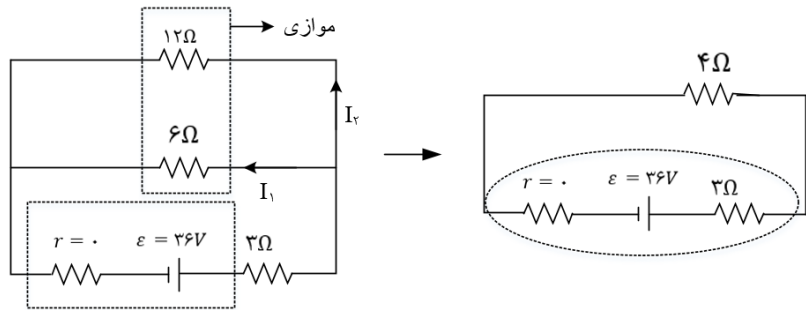 موازی
۱۲Ω
I۲
۶Ω
I۱
r = ۰
ε = ۳۶V
۳Ω
۴Ω
r = ۰
ε = ۳۶V
۳Ω